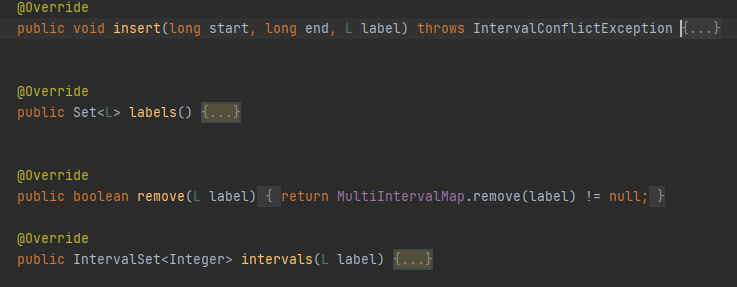 @Override
public void insert(long start, long end, L label) throws IntervalConflictException {...}
@Override
public Set<L> labels() {...}
@Override
public boolean remove(L label) { return MultiIntervalMap.remove(label) != null; }
@Override
public IntervalSet<Integer> intervals(L label) {...}